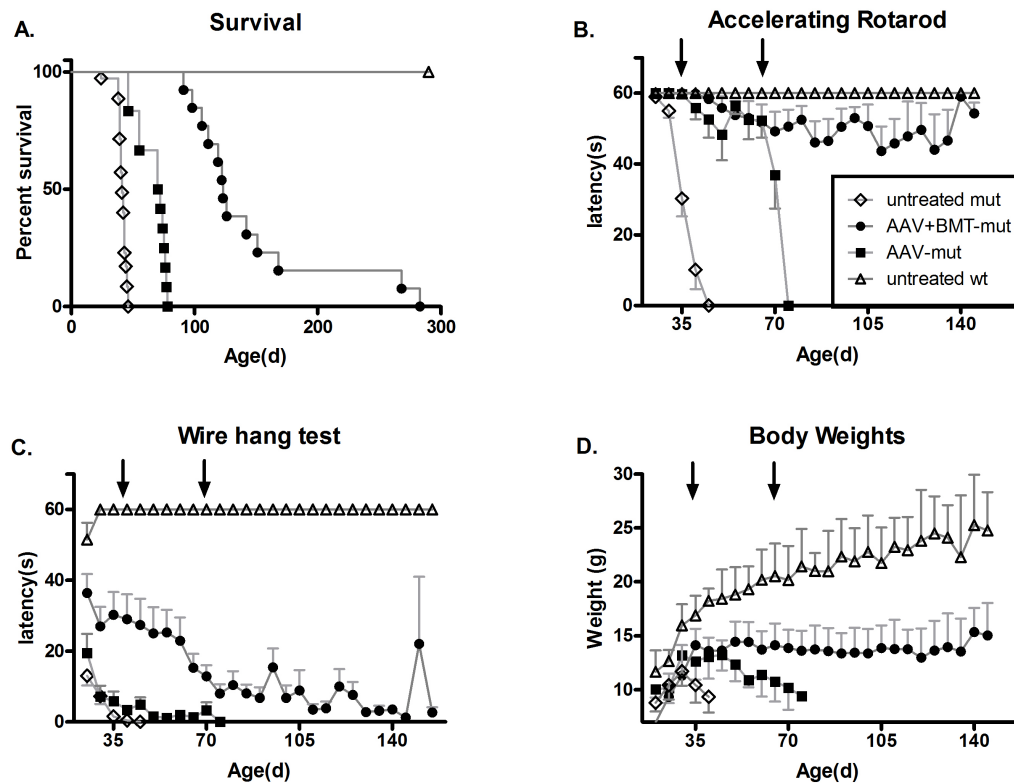 A.
Survival
Percent survival
100
50
0
0
100
200
300
Age(d)
B.
Accelerating Rotarod
latency(s)
60
40
20
0
35
70
105
140
Age(d)
untreated mut
AAV+BMT-mut
AAV-mut
untreated wt
C.
Wire hang test
latency(s)
60
40
20
0
35
70
105
140
Age(d)
D.
Body Weights
Weight (g)
30
25
20
15
10
35
70
105
140
Age(d)